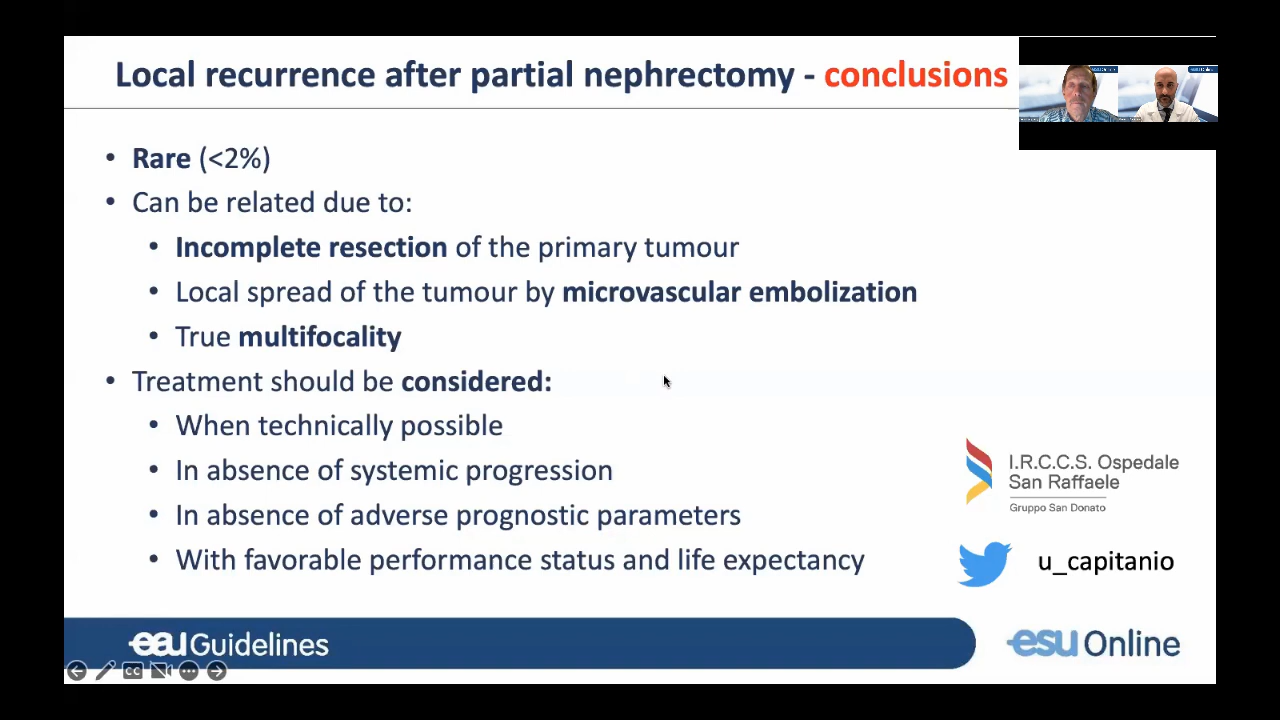 Local recurrence after partial nephrectomy - conclusions
• Rare (<2%)
• Can be related due to:
• Incomplete resection of the primary tumour
• Local spread of the tumour by microvascular embolization
• True multifocality
• Treatment should be considered:
• When technically possible
• In absence of systemic progression
• In absence of adverse prognostic parameters
• With favorable performance status and life expectancy
I.R.C.C.S. Ospedale
San Raffaele
Gruppo San Donato
u_capitanio
eau Guidelines
esu Online
CC